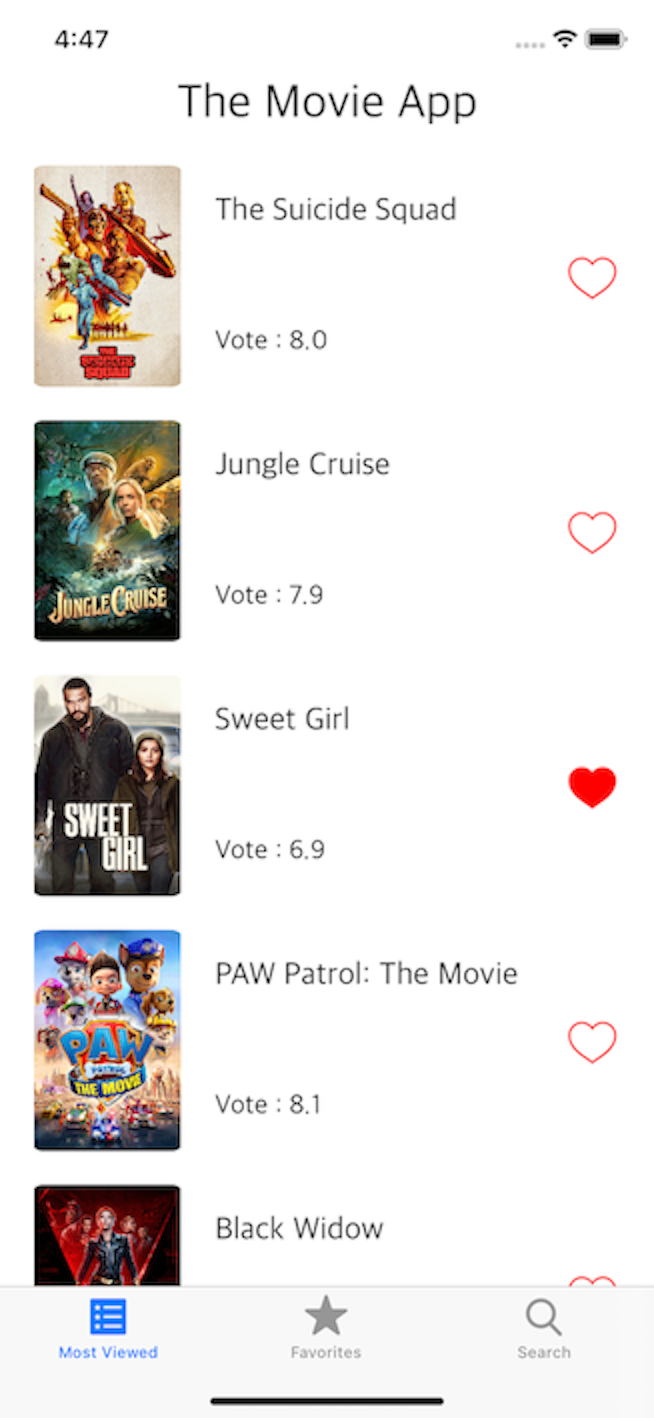 4:47
The Movie App
THE
SUICIDE
SQUAD
The Suicide Squad
Vote : 8.0
JUNGLE CRUISE
Jungle Cruise
Vote : 7.9
SWEET
GIRL
Sweet Girl
Vote : 6.9
PAW
PATROL
THE MOVIE
PAW Patrol: The Movie
Vote : 8.1
Black Widow
Most Viewed
Favorites
Search